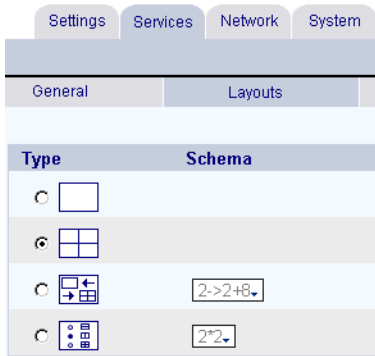 Settings Services Network System
General Layouts
Type Schema
2->2+8
2*2